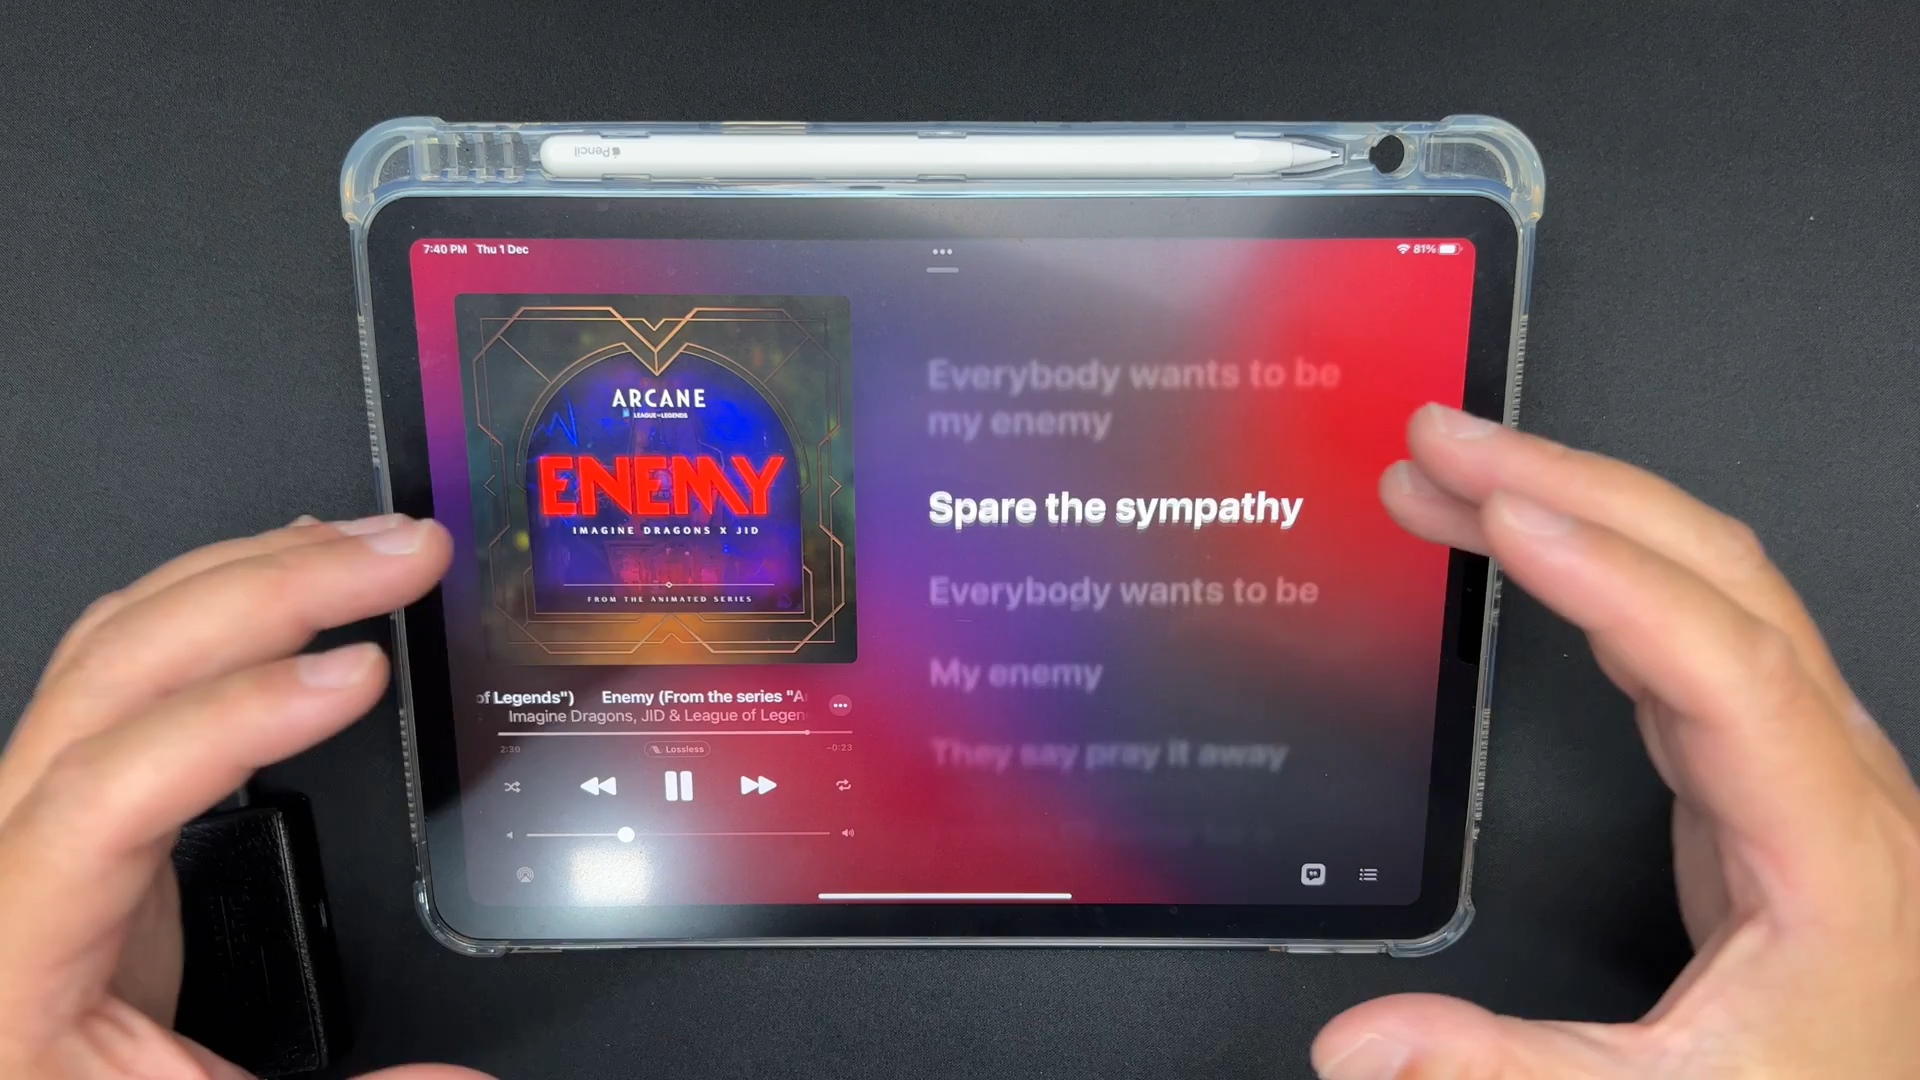 Pencil
7:40 PM Thu 1 Dec
81%
ARCANE
LEAGUE OF LEGENDS
ENEMY
IMAGINE DRAGONS X JID
FROM THE ANIMATED SERIES
of Legends") Enemy (From the series "A
Imagine Dragons, JID & League of Legen
2:30
Lossless
-0:23
Everybody wants to be
my enemy
Spare the sympathy
Everybody wants to be
My enemy
They say pray it away